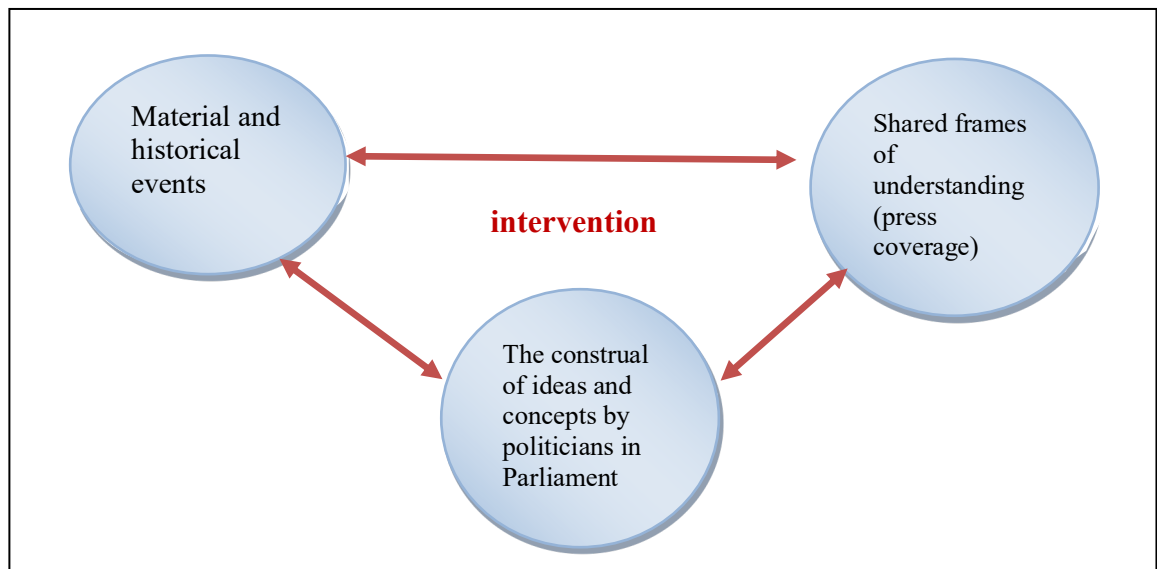 Material and
historical
events
Shared frames
of
understanding
(press
coverage)
intervention
The construal
of ideas and
concepts by
politicians in
Parliament